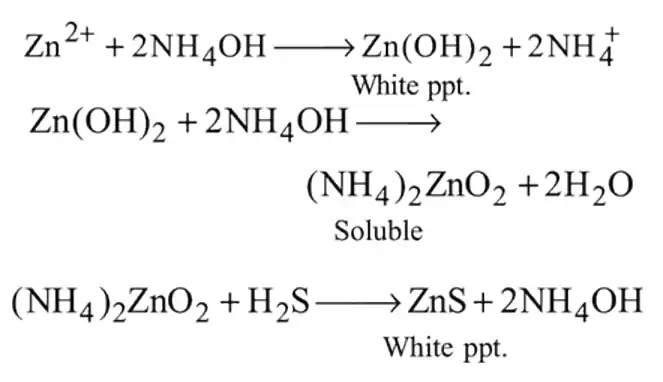 Zn²⁺ + 2NH₄OH ⟶ Zn(OH)₂ + 2NH₄⁺
White ppt.
Zn(OH)₂ + 2NH₄OH ⟶
(NH₄)₂ZnO₂ + 2H₂O
Soluble
(NH₄)₂ZnO₂ + H₂S ⟶ ZnS + 2NH₄OH
White ppt.